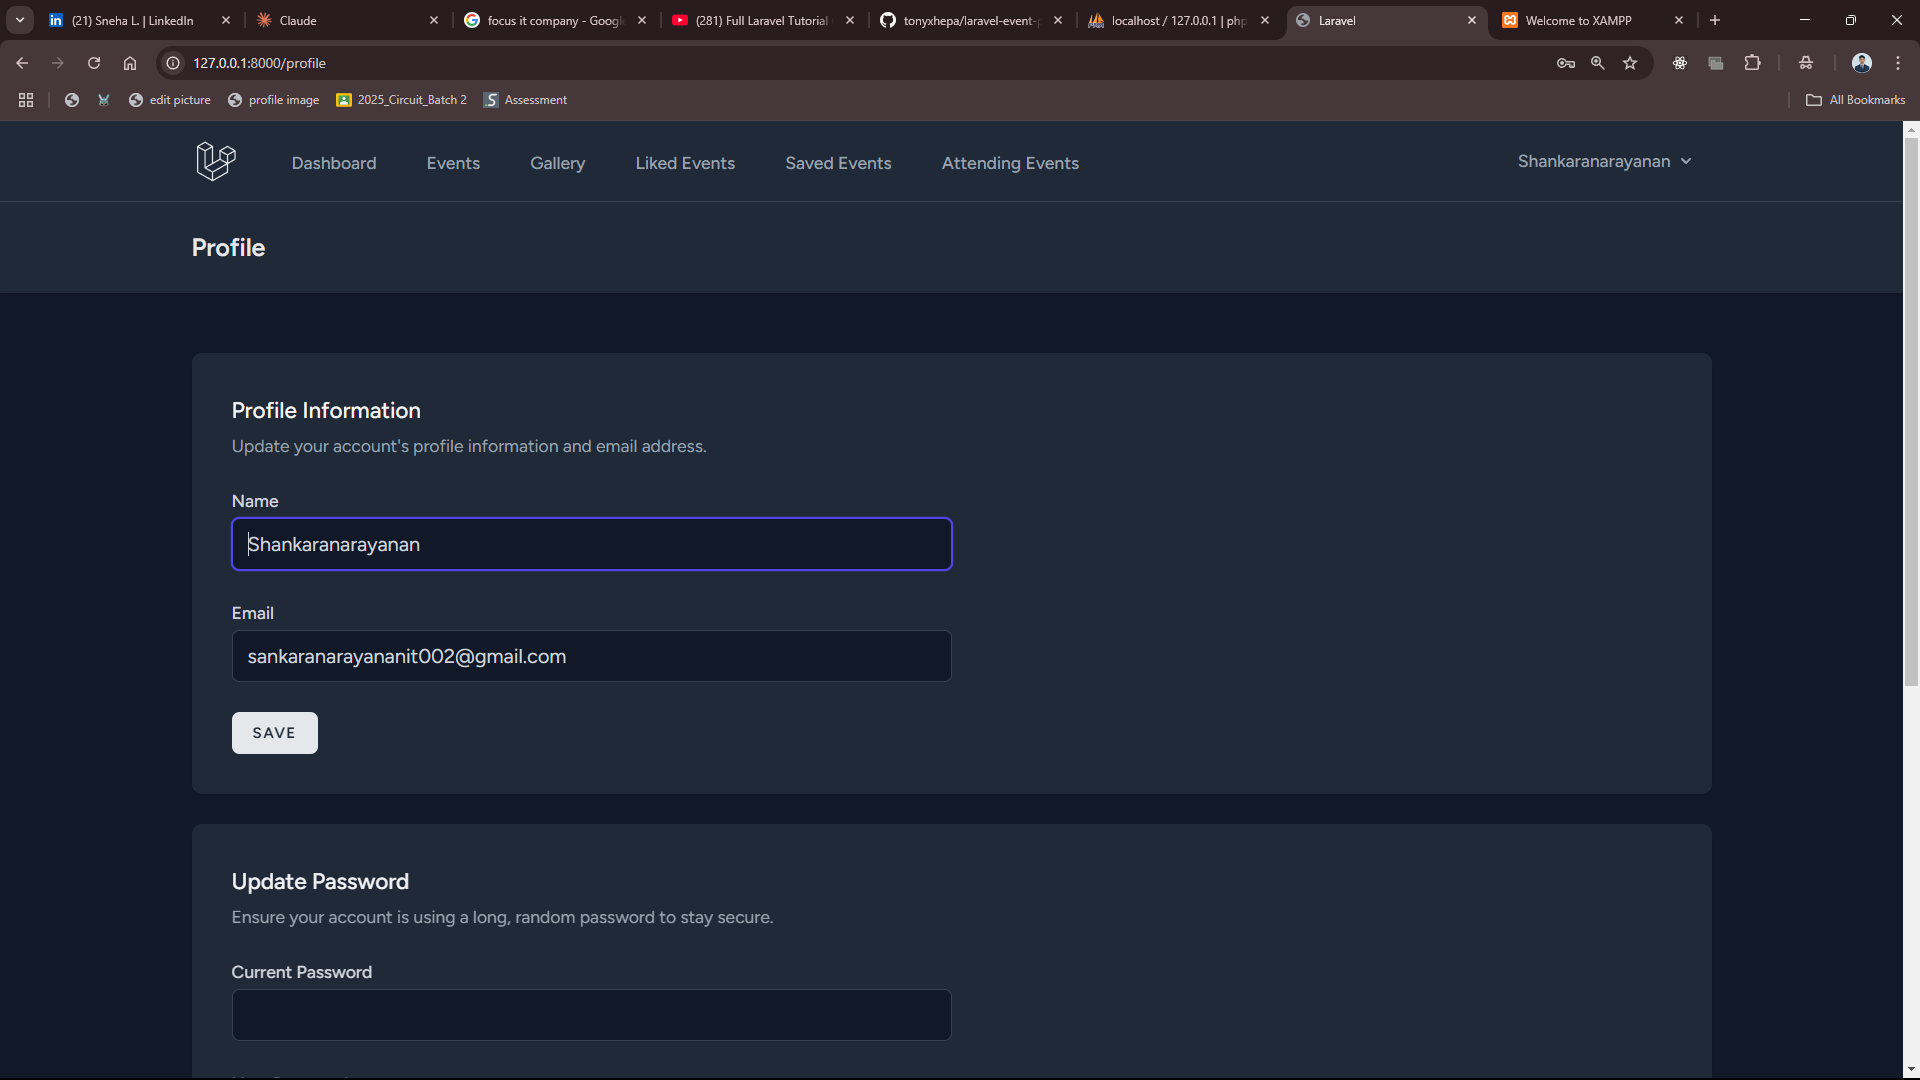 (21) Sneha L. | LinkedIn
Claude
focus it company - Google
(281) Full Laravel Tutorial
tonyxhepa/laravel-event-p
localhost / 127.0.0.1 | php
Laravel
Welcome to XAMPP
127.0.0.1:8000/profile
edit picture
profile image
2025_Circuit_Batch 2
Assessment
All Bookmarks
Dashboard
Events
Gallery
Liked Events
Saved Events
Attending Events
Shankaranarayanan
Profile
Profile Information
Update your account's profile information and email address.
Name
Shankaranarayanan
Email
sankaranarayananit002@gmail.com
SAVE
Update Password
Ensure your account is using a long, random password to stay secure.
Current Password